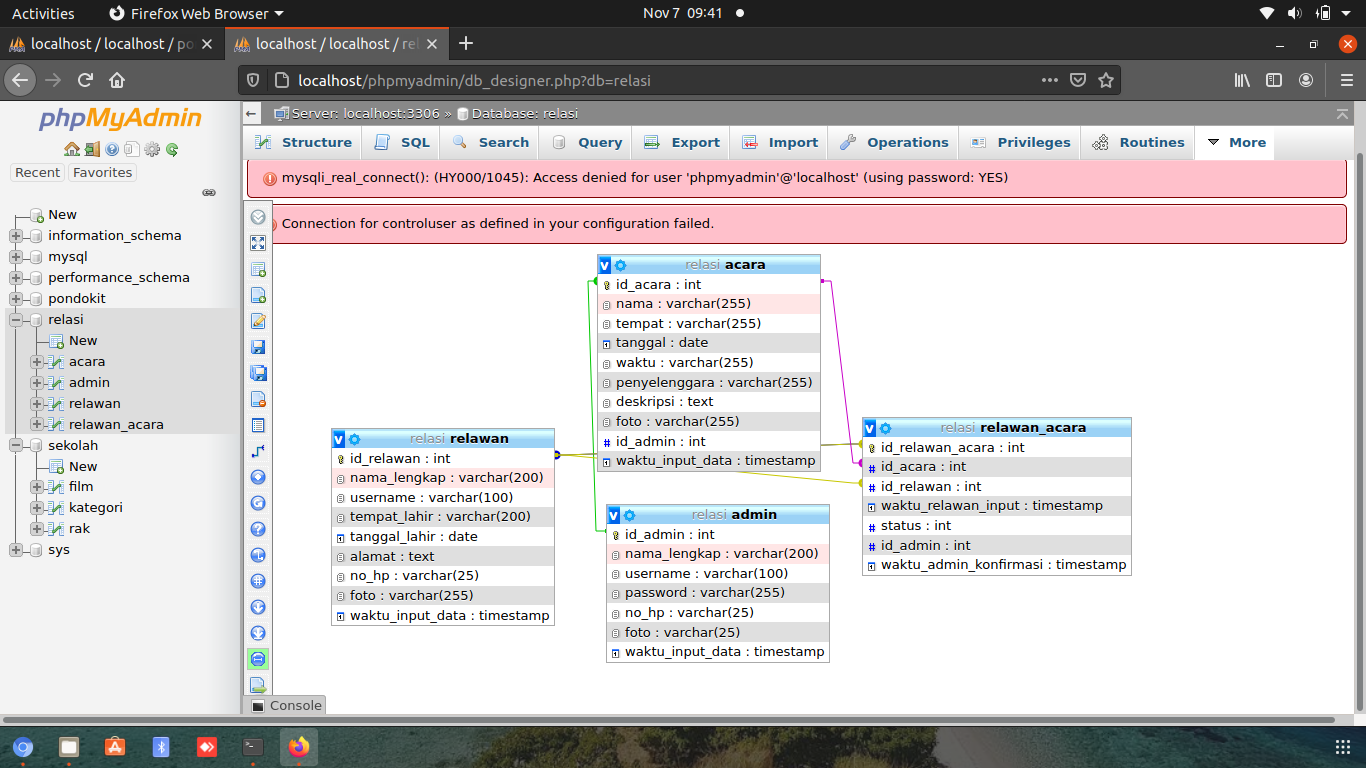 Activities
Firefox Web Browser
Nov 7 09:41
localhost / localhost / po
localhost / localhost / rel
localhost/phpmyadmin/db_designer.php?db=relasi
phpMyAdmin
Recent
Favorites
New
information_schema
mysql
performance_schema
pondokit
relasi
New
acara
admin
relawan
relawan_acara
sekolah
New
film
kategori
rak
sys
Server: localhost:3306 » Database: relasi
Structure
SQL
Search
Query
Export
Import
Operations
Privileges
Routines
More
mysqli_real_connect(): (HY000/1045): Access denied for user 'phpmyadmin'@'localhost' (using password: YES)
Connection for controluser as defined in your configuration failed.
relasi acara
id_acara : int
nama : varchar(255)
tempat : varchar(255)
tanggal : date
waktu : varchar(255)
penyelenggara : varchar(255)
deskripsi : text
foto : varchar(255)
id_admin : int
waktu_input_data : timestamp
relasi relawan
id_relawan : int
nama_lengkap : varchar(200)
username : varchar(100)
tempat_lahir : varchar(200)
tanggal_lahir : date
alamat : text
no_hp : varchar(25)
foto : varchar(255)
waktu_input_data : timestamp
relasi admin
id_admin : int
nama_lengkap : varchar(200)
username : varchar(100)
password : varchar(255)
no_hp : varchar(25)
foto : varchar(25)
waktu_input_data : timestamp
relasi relawan_acara
id_relawan_acara : int
id_acara : int
id_relawan : int
waktu_relawan_input : timestamp
status : int
id_admin : int
waktu_admin_konfirmasi : timestamp
Console